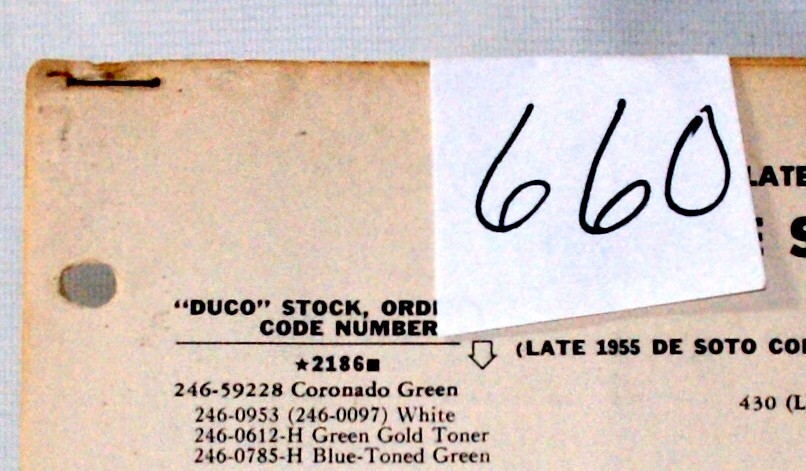 660
LATE
S
"DUCO" STOCK, ORD
CODE NUMBER
★2186■
(LATE 1955 DE SOTO CO
246-59228 Coronado Green
430 (L
246-0953 (246-0097) White
246-0612-H Green Gold Toner
246-0785-H Blue-Toned Green